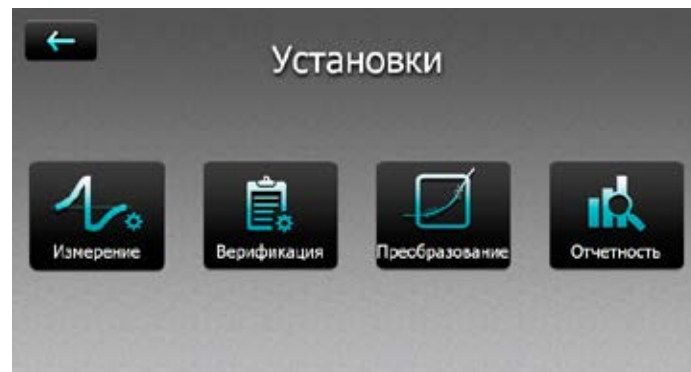 Установки
Измерение
Верификация
Преобразование
Отчетность